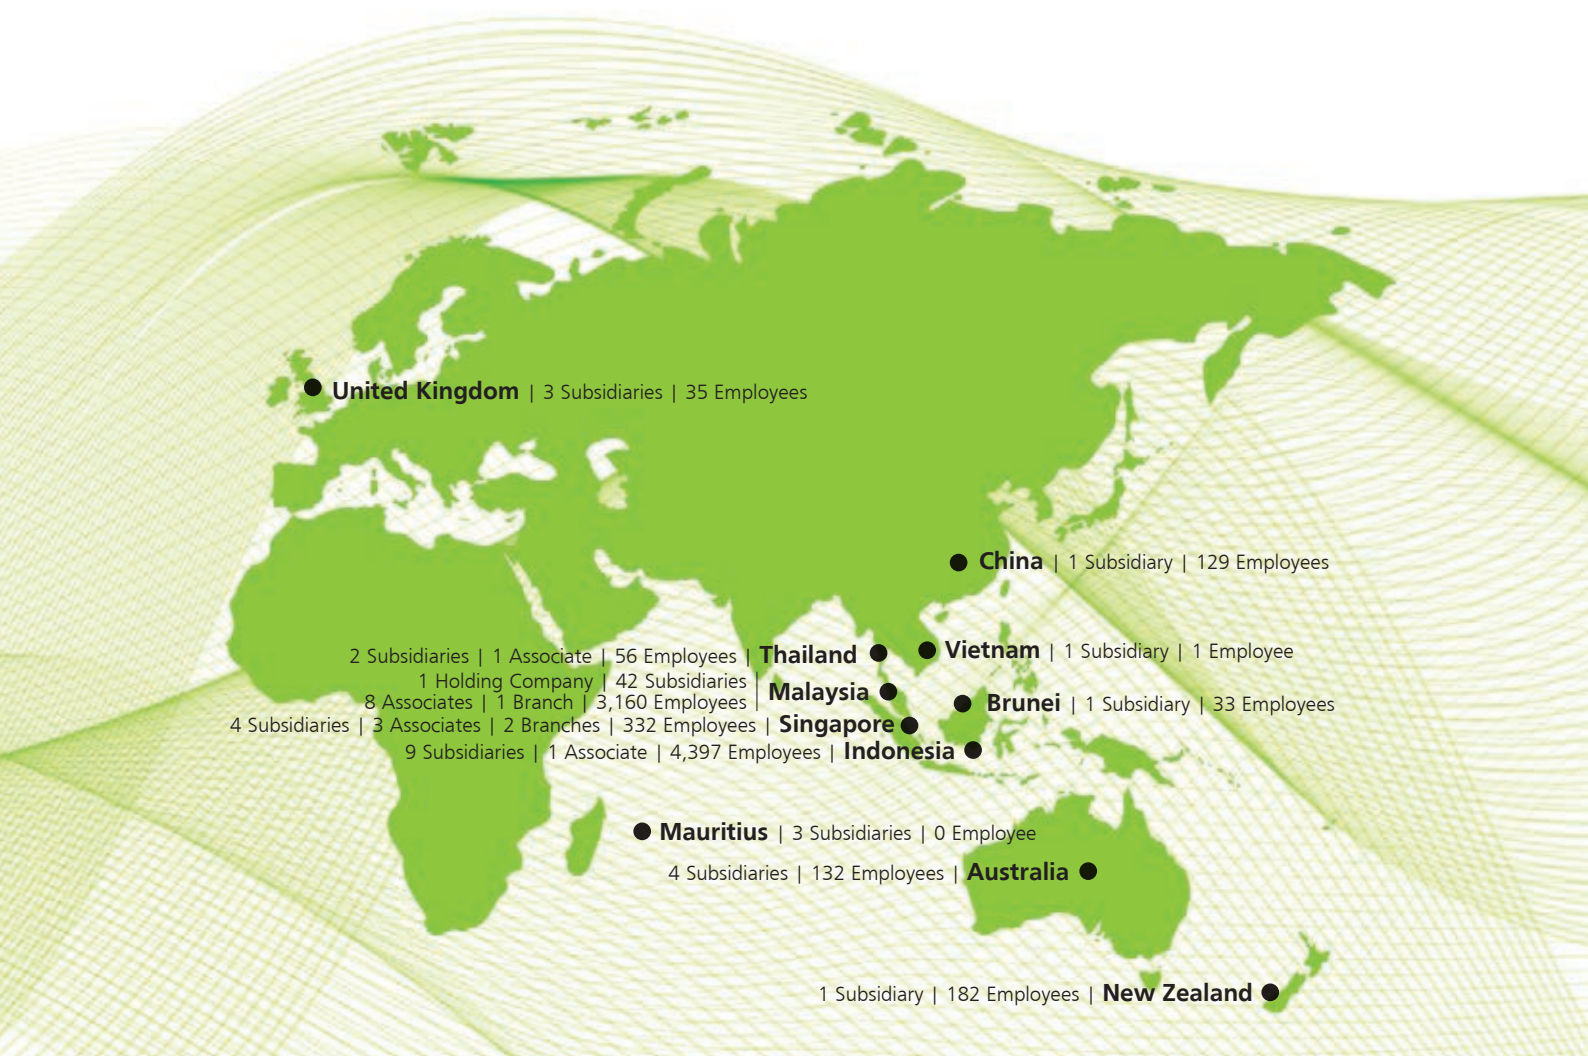 United Kingdom | 3 Subsidiaries | 35 Employees
China | 1 Subsidiary | 129 Employees
2 Subsidiaries | 1 Associate | 56 Employees | Thailand
Vietnam | 1 Subsidiary | 1 Employee
1 Holding Company | 42 Subsidiaries
8 Associates | 1 Branch | 3,160 Employees | Malaysia
Brunei | 1 Subsidiary | 33 Employees
4 Subsidiaries | 3 Associates | 2 Branches | 332 Employees | Singapore
9 Subsidiaries | 1 Associate | 4,397 Employees | Indonesia
Mauritius | 3 Subsidiaries | 0 Employee
4 Subsidiaries | 132 Employees | Australia
1 Subsidiary | 182 Employees | New Zealand